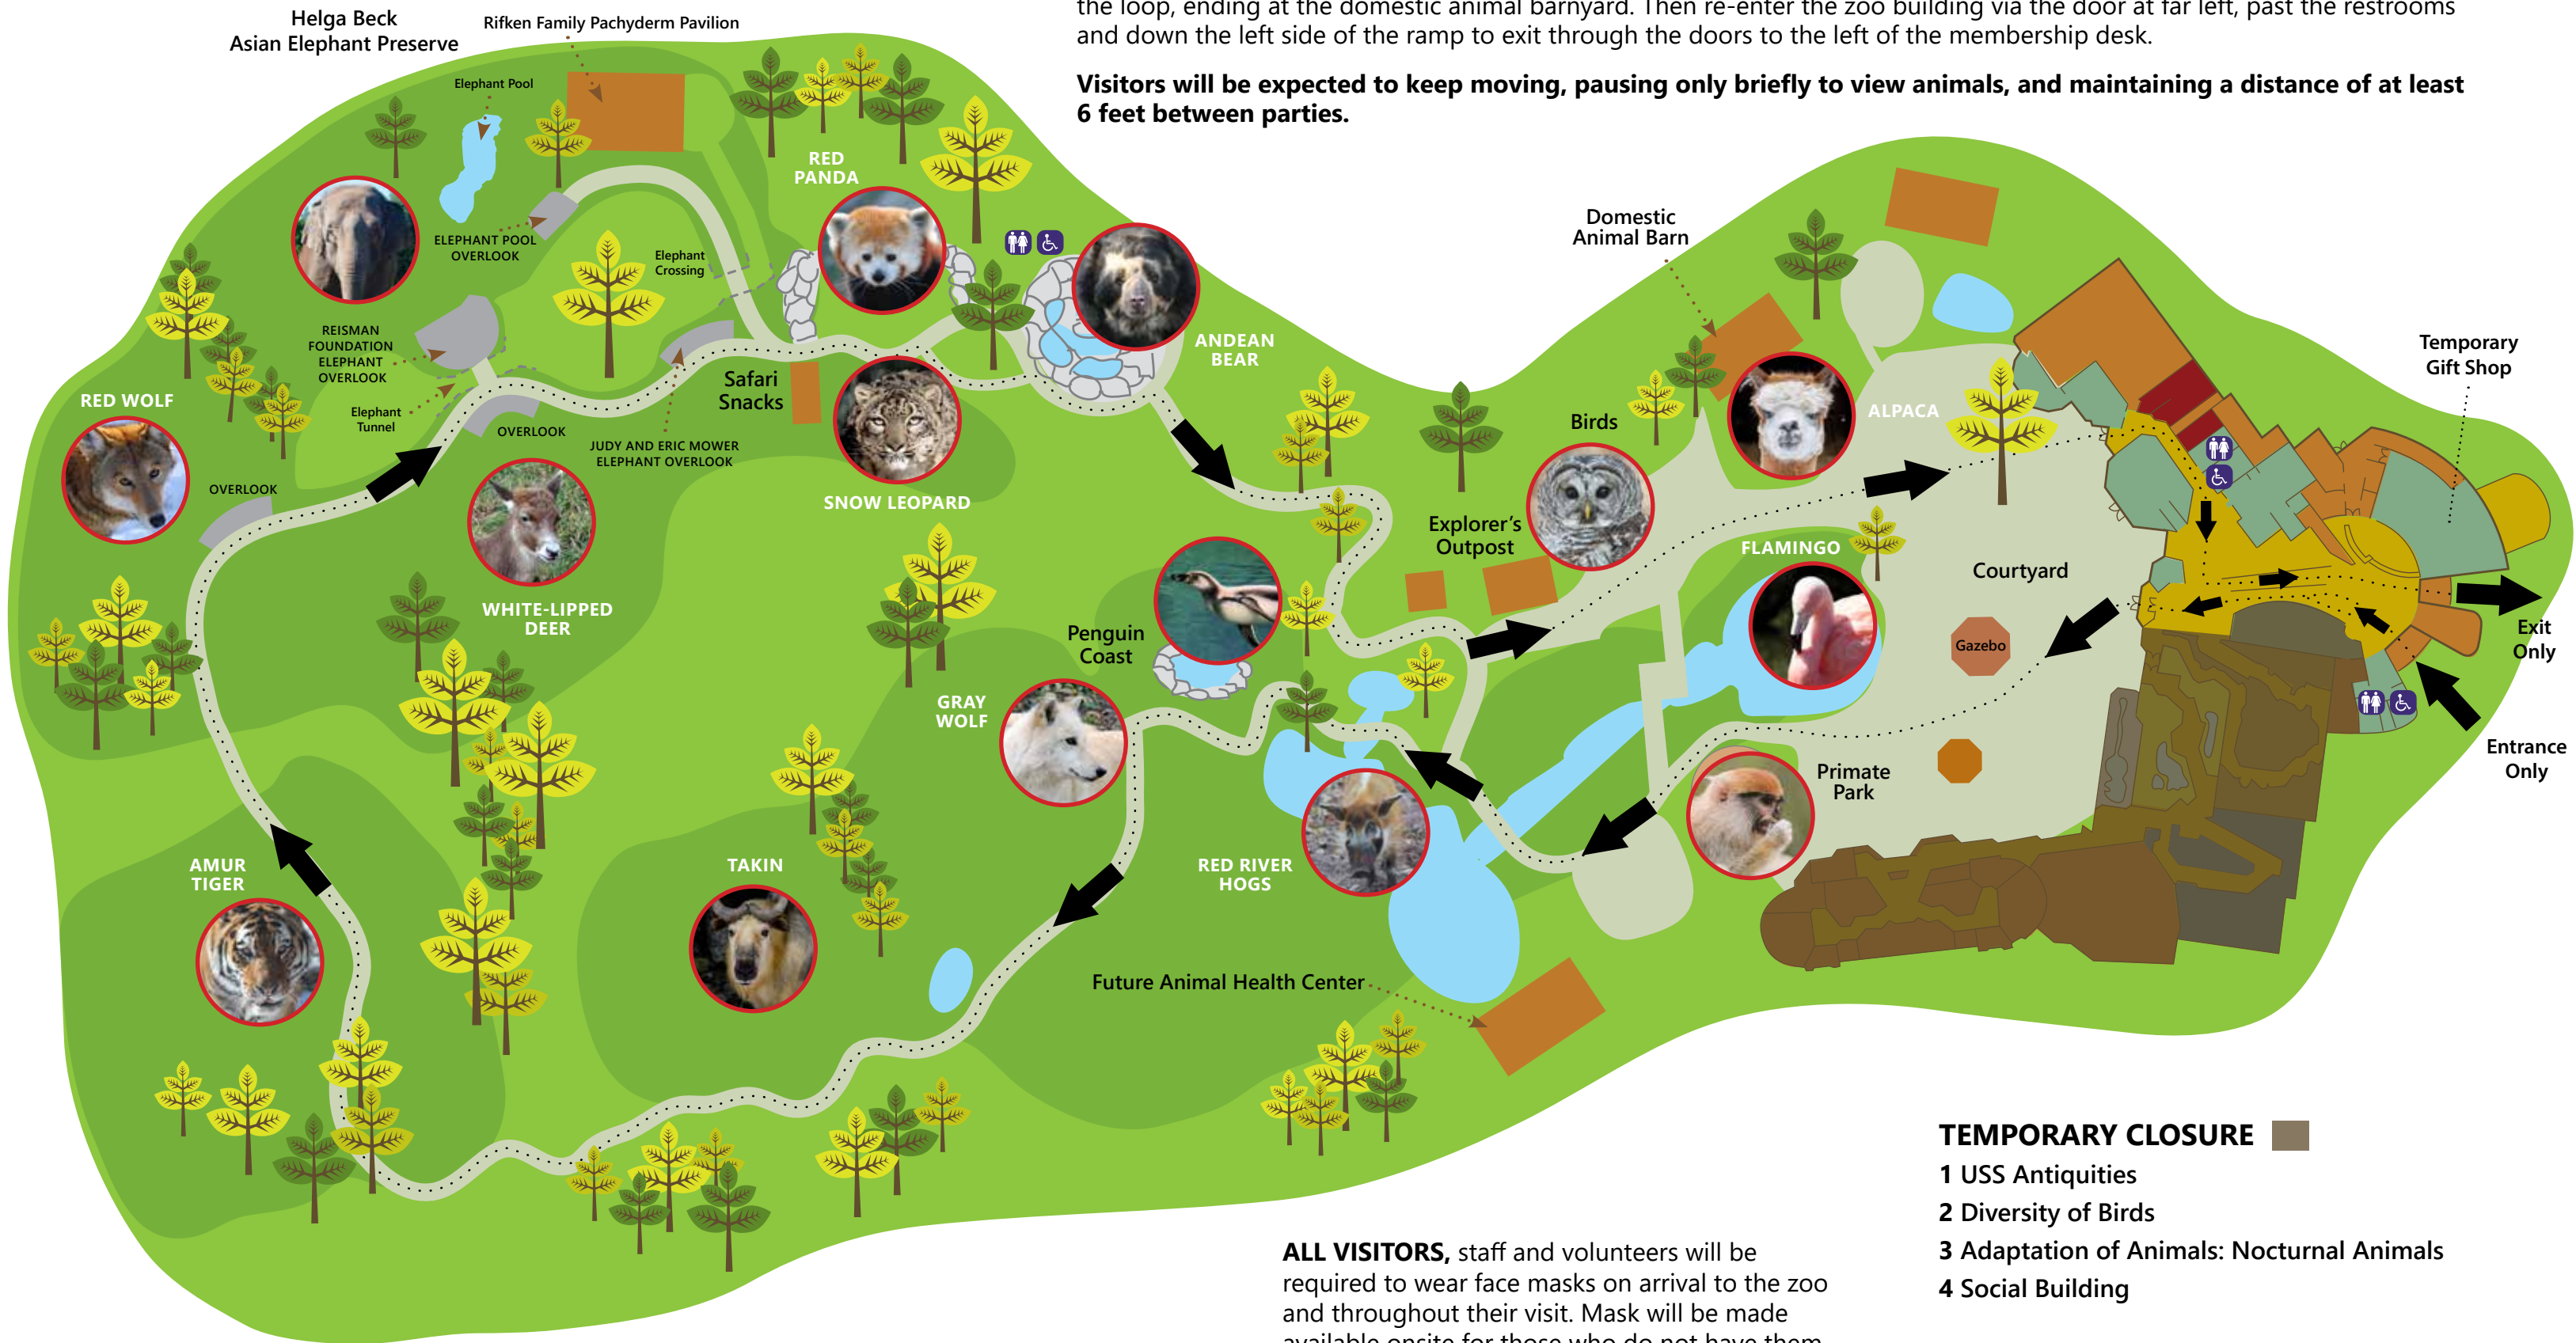 the loop, ending at the domestic animal barnyard. Then re-enter the zoo building via the door at far left, past the restrooms
and down the left side of the ramp to exit through the doors to the left of the membership desk.
Visitors will be expected to keep moving, pausing only briefly to view animals, and maintaining a distance of at least
6 feet between parties.
Helga Beck
Asian Elephant Preserve
Rifken Family Pachyderm Pavilion
Elephant Pool
RED
PANDA
ELEPHANT POOL
OVERLOOK
Elephant
Crossing
REISMAN
FOUNDATION
ELEPHANT
OVERLOOK
Elephant
Tunnel
OVERLOOK
JUDY AND ERIC MOWER
ELEPHANT OVERLOOK
Safari
Snacks
ANDEAN
BEAR
SNOW LEOPARD
RED WOLF
OVERLOOK
WHITE-LIPPED
DEER
Domestic
Animal Barn
ALPACA
Birds
Explorer's
Outpost
FLAMINGO
Courtyard
Gazebo
Temporary
Gift Shop
Exit
Only
Entrance
Only
Penguin
Coast
GRAY
WOLF
Primate
Park
RED RIVER
HOGS
AMUR
TIGER
TAKIN
Future Animal Health Center
TEMPORARY CLOSURE
1 USS Antiquities
2 Diversity of Birds
3 Adaptation of Animals: Nocturnal Animals
4 Social Building
ALL VISITORS, staff and volunteers will be
required to wear face masks on arrival to the zoo
and throughout their visit. Mask will be made
available onsite for those who do not have them